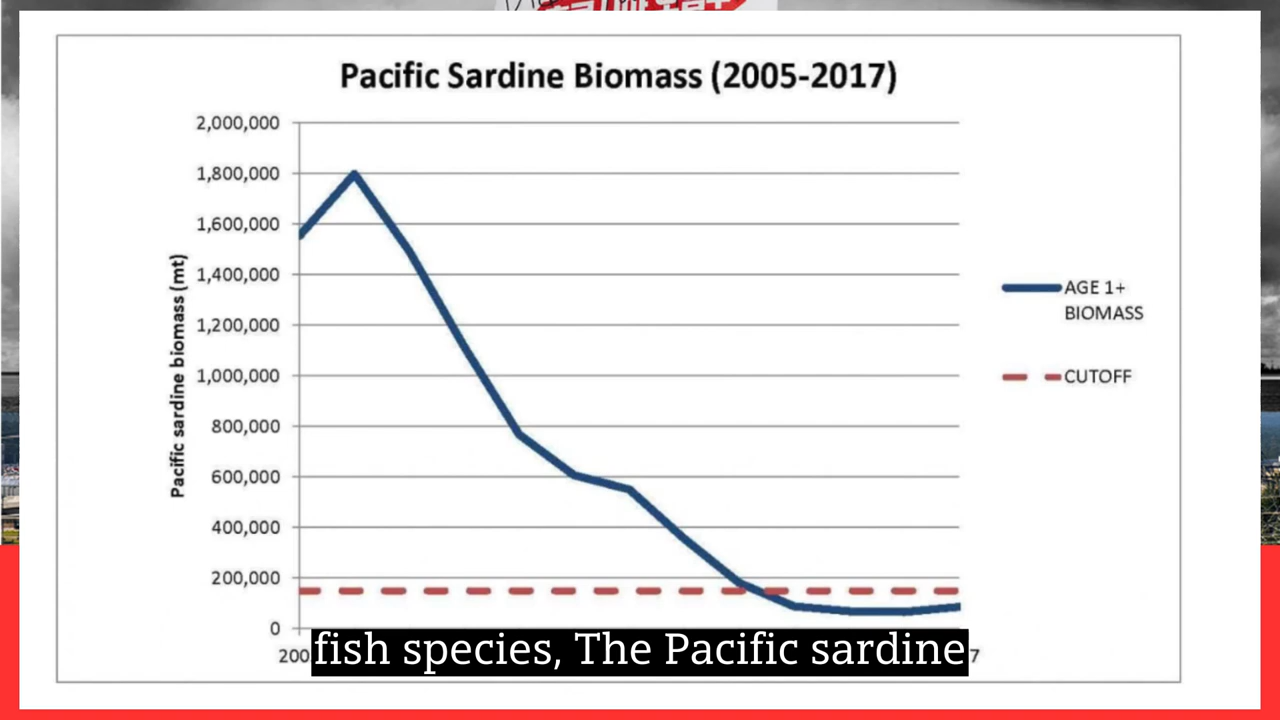 Pacific Sardine Biomass (2005-2017)
2,000,000
1,800,000
1,600,000
1,400,000
1,200,000
1,000,000
800,000
600,000
400,000
200,000
0
Pacific sardine biomass (mt)
AGE 1+
BIOMASS
CUTOFF
fish species, The Pacific sardine